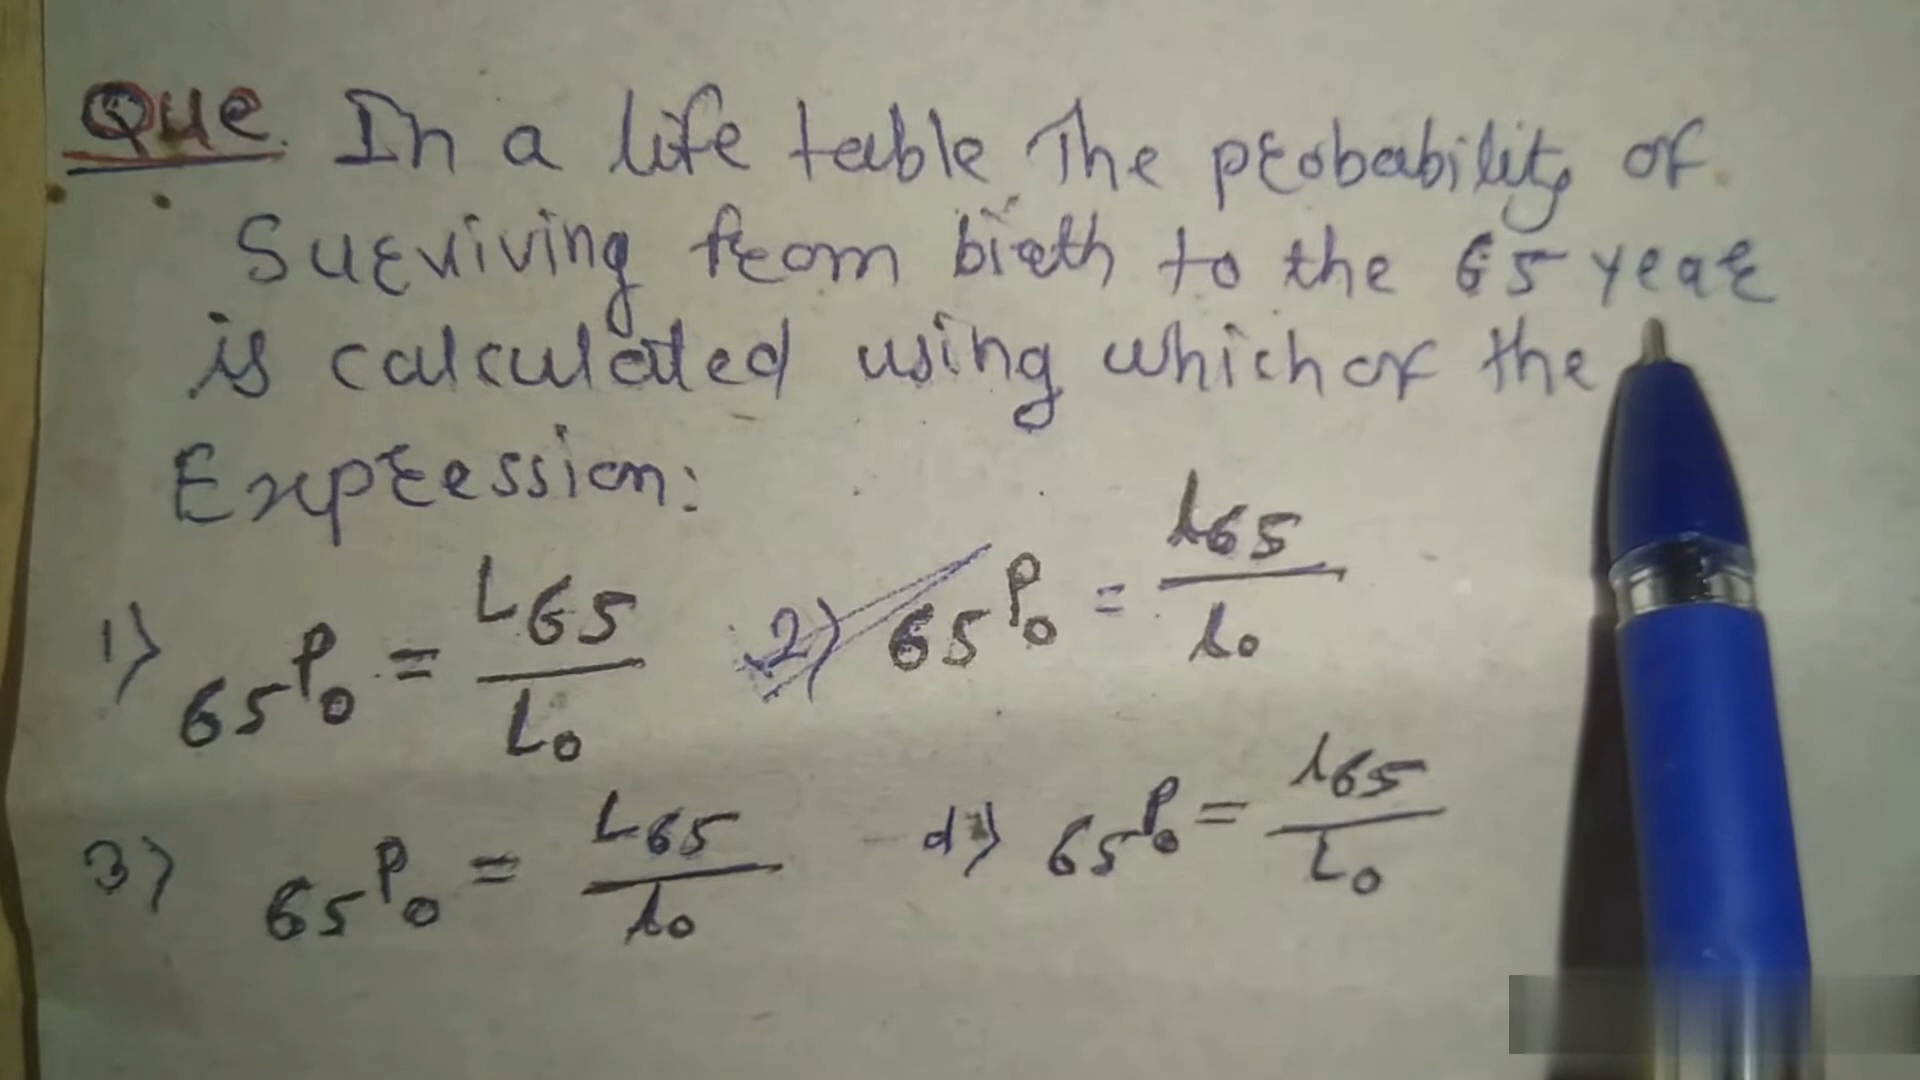 Que. In a life table The probability of
Surviving from birth to the 65 year
is calculated using which of the
Expression:
1) 65P0 = L65/L0 2) 65P0 = l65/l0
3) 65P0 = L65/l0 d) 65P0 = l65/L0